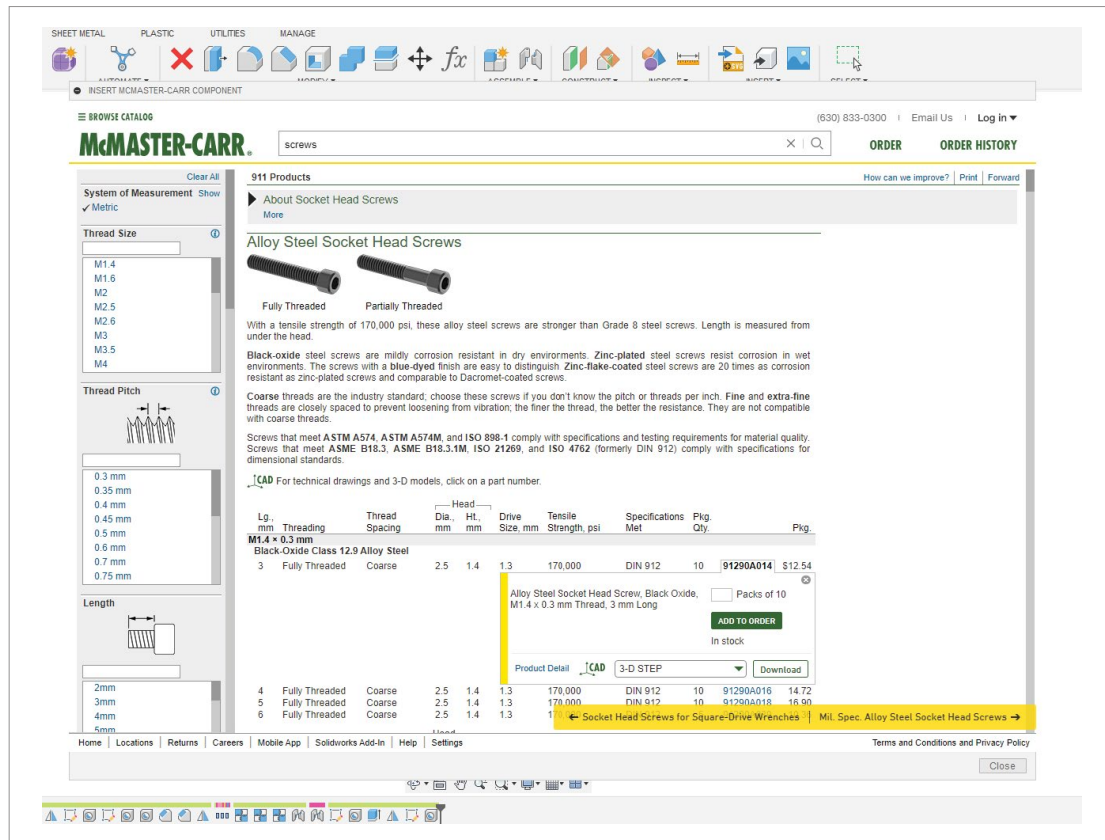 SHEET METAL PLASTIC UTILITIES MANAGE
fx
INSERT MCMASTER-CARR COMPONENT
BROWSE CATALOG
(630) 833-0300 Email Us Log in
McMASTER-CARR.
screws
ORDER ORDER HISTORY
Clear All
System of Measurement Show
Metric
Thread Size
M1.4
M1.6
M2
M2.5
M2.6
M3
M3.5
M4
Thread Pitch
0.3 mm
0.35 mm
0.4 mm
0.45 mm
0.5 mm
0.6 mm
0.7 mm
0.75 mm
Length
2mm
3mm
4mm
5mm
911 Products
How can we improve? | Print | Forward
About Socket Head Screws
More
Alloy Steel Socket Head Screws
Fully Threaded Partially Threaded
With a tensile strength of 170,000 psi, these alloy steel screws are stronger than Grade 8 steel screws. Length is measured from
under the head.
Black-oxide steel screws are mildly corrosion resistant in dry environments. Zinc-plated steel screws resist corrosion in wet
environments. The screws with a blue-dyed finish are easy to distinguish. Zinc-flake-coated steel screws are 20 times as corrosion
resistant as zinc-plated screws and comparable to Dacromet-coated screws.
Coarse threads are the industry standard; choose these screws if you don't know the pitch or threads per inch. Fine and extra-fine
threads are closely spaced to prevent loosening from vibration; the finer the thread, the better the resistance. They are not compatible
with coarse threads.
Screws that meet ASTM A574, ASTM A574M, and ISO 898-1 comply with specifications and testing requirements for material quality.
Screws that meet ASME B18.3, ASME B18.3.1M, ISO 21269, and ISO 4762 (formerly DIN 912) comply with specifications for
dimensional standards.
CAD For technical drawings and 3-D models, click on a part number.
Head
Lg., Thread Dia., Ht., Drive Tensile Specifications Pkg.
mm Threading Spacing mm mm Size, mm Strength, psi Met Qty. Pkg.
M1.4 × 0.3 mm
Black-Oxide Class 12.9 Alloy Steel
3 Fully Threaded Coarse 2.5 1.4 1.3 170,000 DIN 912 10 91290A014 $12.54
Alloy Steel Socket Head Screw, Black Oxide,
M1.4 x 0.3 mm Thread, 3 mm Long
Packs of 10
ADD TO ORDER
In stock
Product Detail CAD 3-D STEP Download
4 Fully Threaded Coarse 2.5 1.4 1.3 170,000 DIN 912 10 91290A016 14.72
5 Fully Threaded Coarse 2.5 1.4 1.3 170,000 DIN 912 10 91290A018 16.90
6 Fully Threaded Coarse 2.5 1.4 1.3
← Socket Head Screws for Square-Drive Wrenches | Mil. Spec. Alloy Steel Socket Head Screws →
Home | Locations | Returns | Careers | Mobile App | Solidworks Add-In | Help | Settings
Terms and Conditions and Privacy Policy
Close